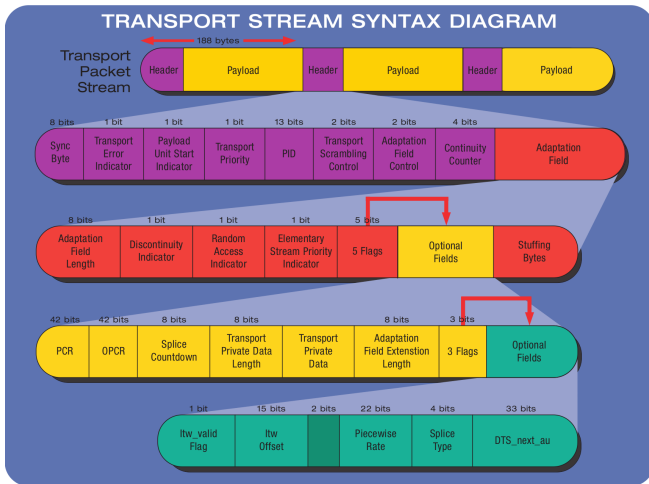 TRANSPORT STREAM SYNTAX DIAGRAM
Transport
Packet
Stream
188 bytes
Header
Payload
Header
Payload
Header
Payload
8 bits
1 bit
1 bit
1 bit
13 bits
2 bits
2 bits
4 bits
Sync
Byte
Transport
Error
Indicator
Payload
Unit Start
Indicator
Transport
Priority
PID
Transport
Scrambling
Control
Adaptation
Field
Control
Continuity
Counter
Adaptation
Field
8 bits
1 bit
1 bit
1 bit
5 bits
Adaptation
Field
Length
Discontinuity
Indicator
Random
Access
Indicator
Elementary
Stream Priority
Indicator
5 Flags
Optional
Fields
Stuffing
Bytes
42 bits
42 bits
8 bits
8 bits
8 bits
3 bits
PCR
OPCR
Splice
Countdown
Transport
Private Data
Length
Transport
Private
Data
Adaptation
Field Extenstion
Length
3 Flags
Optional
Fields
1 bit
15 bits
2 bits
22 bits
4 bits
33 bits
ltw_valid
Flag
ltw
Offset
Piecewise
Rate
Splice
Type
DTS_next_au